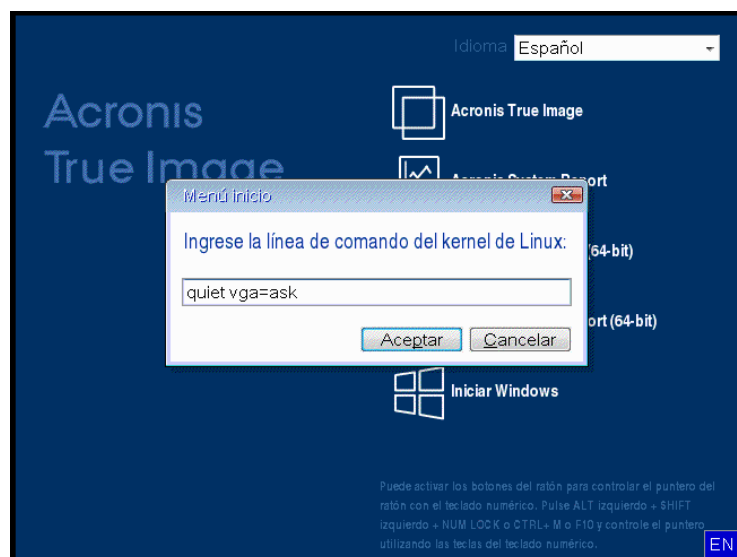 Idioma Español
Acronis
True Image
Acronis True Image
Acronis System Report
Menú inicio
Ingrese la línea de comando del kernel de Linux:
(64-bit)
quiet vga=ask
ort (64-bit)
Aceptar Cancelar
Iniciar Windows
Puede activar los botones del ratón para controlar el puntero del
ratón con el teclado numérico. Pulse ALT izquierdo + SHIFT
izquierdo + NUM LOCK o CTRL+ M o F10 y controle el puntero
utilizando las teclas del teclado numérico.
EN